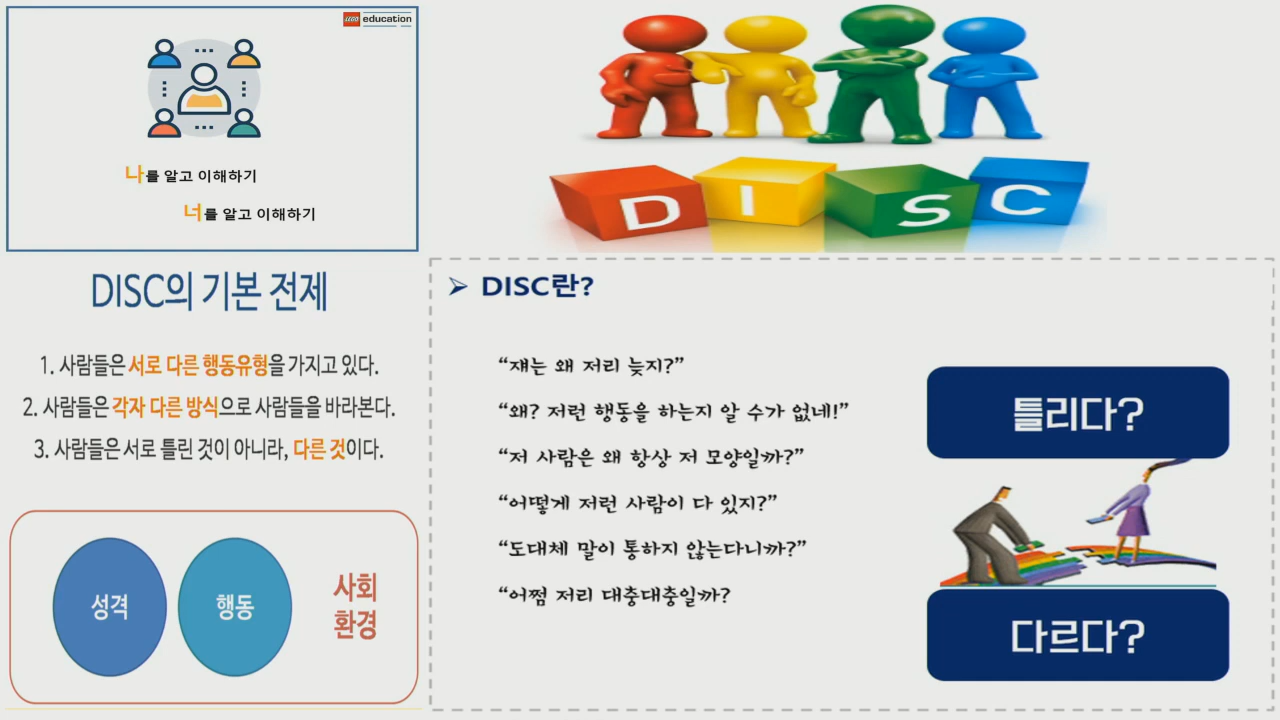 LEGO education
나를 알고 이해하기
너를 알고 이해하기
D I S C
DISC의 기본 전제
1. 사람들은 서로 다른 행동유형을 가지고 있다.
2. 사람들은 각자 다른 방식으로 사람들을 바라본다.
3. 사람들은 서로 틀린 것이 아니라, 다른 것이다.
성격
행동
사회
환경
➢ DISC란?
“쟤는 왜 저리 늦지?”
“왜? 저런 행동을 하는지 알 수가 없네!”
“저 사람은 왜 항상 저 모양일까?”
“어떻게 저런 사람이 다 있지?”
“도대체 말이 통하지 않는다니까?”
“어쩜 저리 대충대충일까?
틀리다?
다르다?